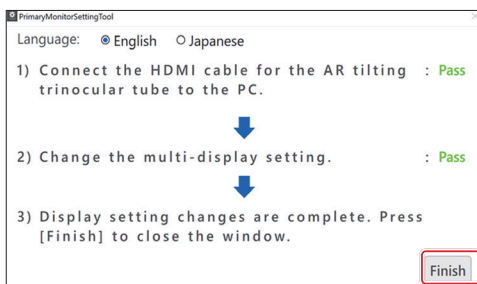 PrimaryMonitorSettingTool
Language: English Japanese
1) Connect the HDMI cable for the AR tilting : Pass
trinocular tube to the PC.
2) Change the multi-display setting. : Pass
3) Display setting changes are complete. Press
[Finish] to close the window.
Finish